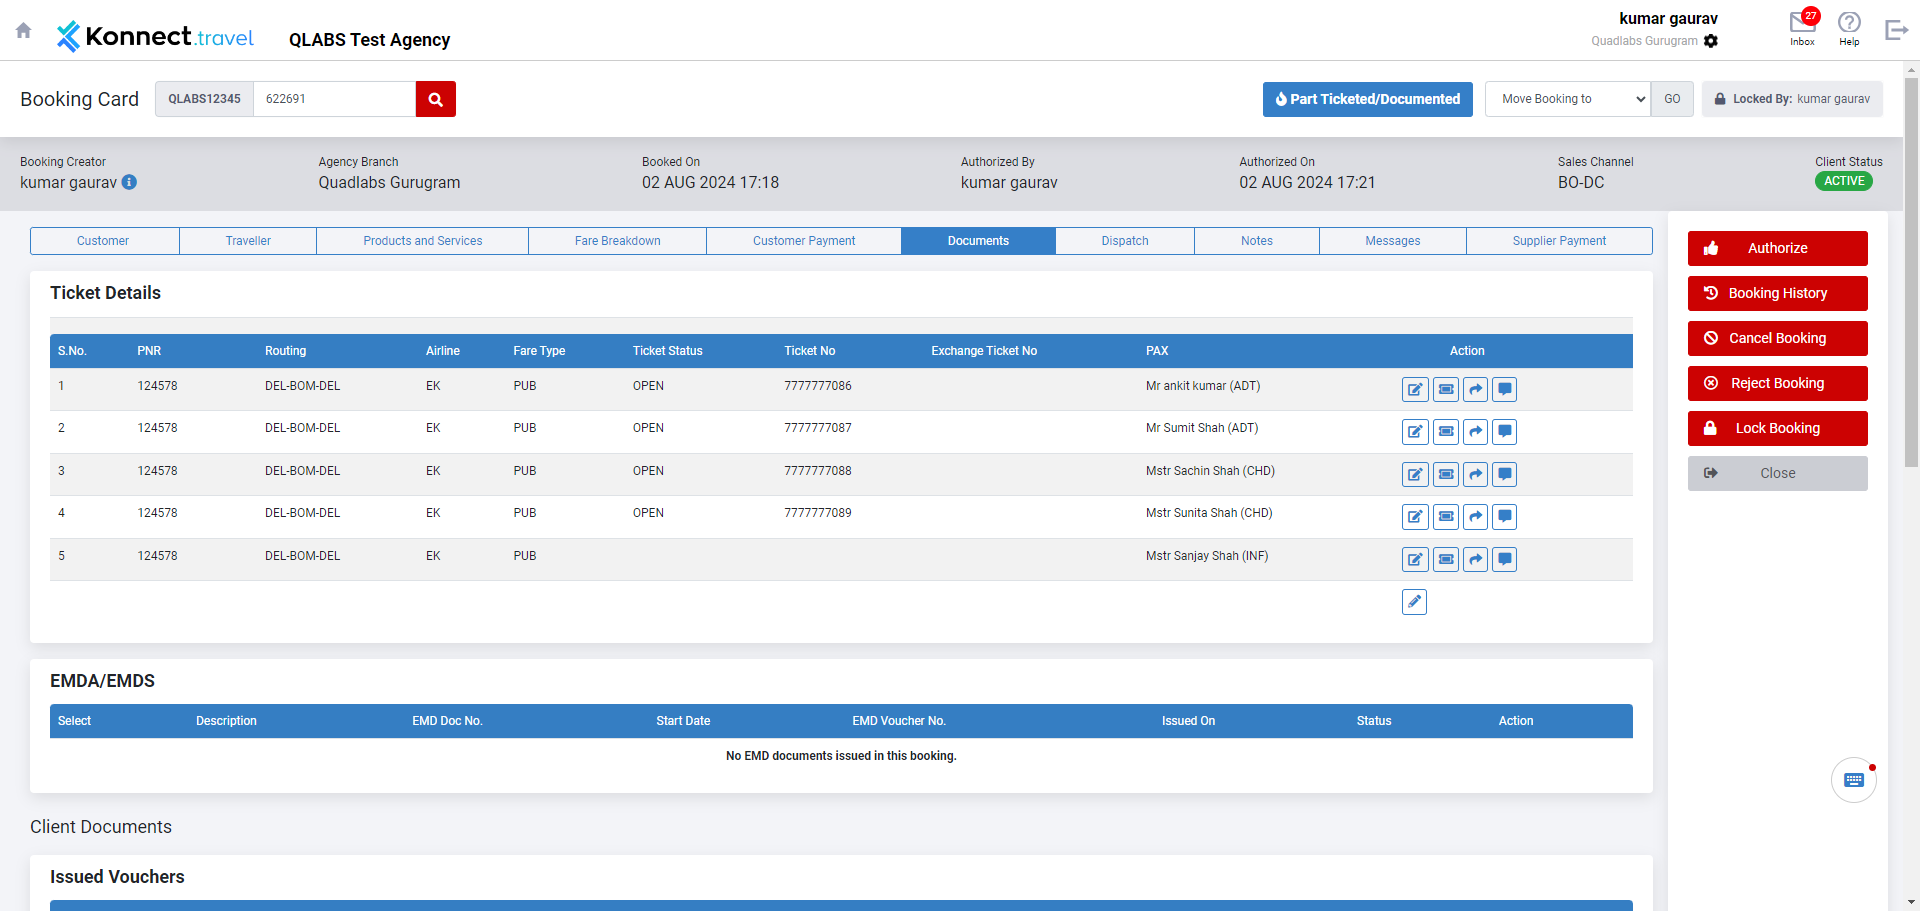 Konnect.travel
QLABS Test Agency
kumar gaurav
Quadlabs Gurugram
27
Inbox
Help
Booking Card
QLABS12345
622691
Part Ticketed/Documented
Move Booking to
GO
Locked By: kumar gaurav
Booking Creator
kumar gaurav
Agency Branch
Quadlabs Gurugram
Booked On
02 AUG 2024 17:18
Authorized By
kumar gaurav
Authorized On
02 AUG 2024 17:21
Sales Channel
BO-DC
Client Status
ACTIVE
Customer Traveller Products and Services Fare Breakdown Customer Payment Documents Dispatch Notes Messages Supplier Payment
Ticket Details
S.No. PNR Routing Airline Fare Type Ticket Status Ticket No Exchange Ticket No PAX Action
1 124578 DEL-BOM-DEL EK PUB OPEN 7777777086 Mr ankit kumar (ADT)
2 124578 DEL-BOM-DEL EK PUB OPEN 7777777087 Mr Sumit Shah (ADT)
3 124578 DEL-BOM-DEL EK PUB OPEN 7777777088 Mstr Sachin Shah (CHD)
4 124578 DEL-BOM-DEL EK PUB OPEN 7777777089 Mstr Sunita Shah (CHD)
5 124578 DEL-BOM-DEL EK PUB Mstr Sanjay Shah (INF)
EMDA/EMDS
Select Description EMD Doc No. Start Date EMD Voucher No. Issued On Status Action
No EMD documents issued in this booking.
Client Documents
Issued Vouchers
Authorize
Booking History
Cancel Booking
Reject Booking
Lock Booking
Close